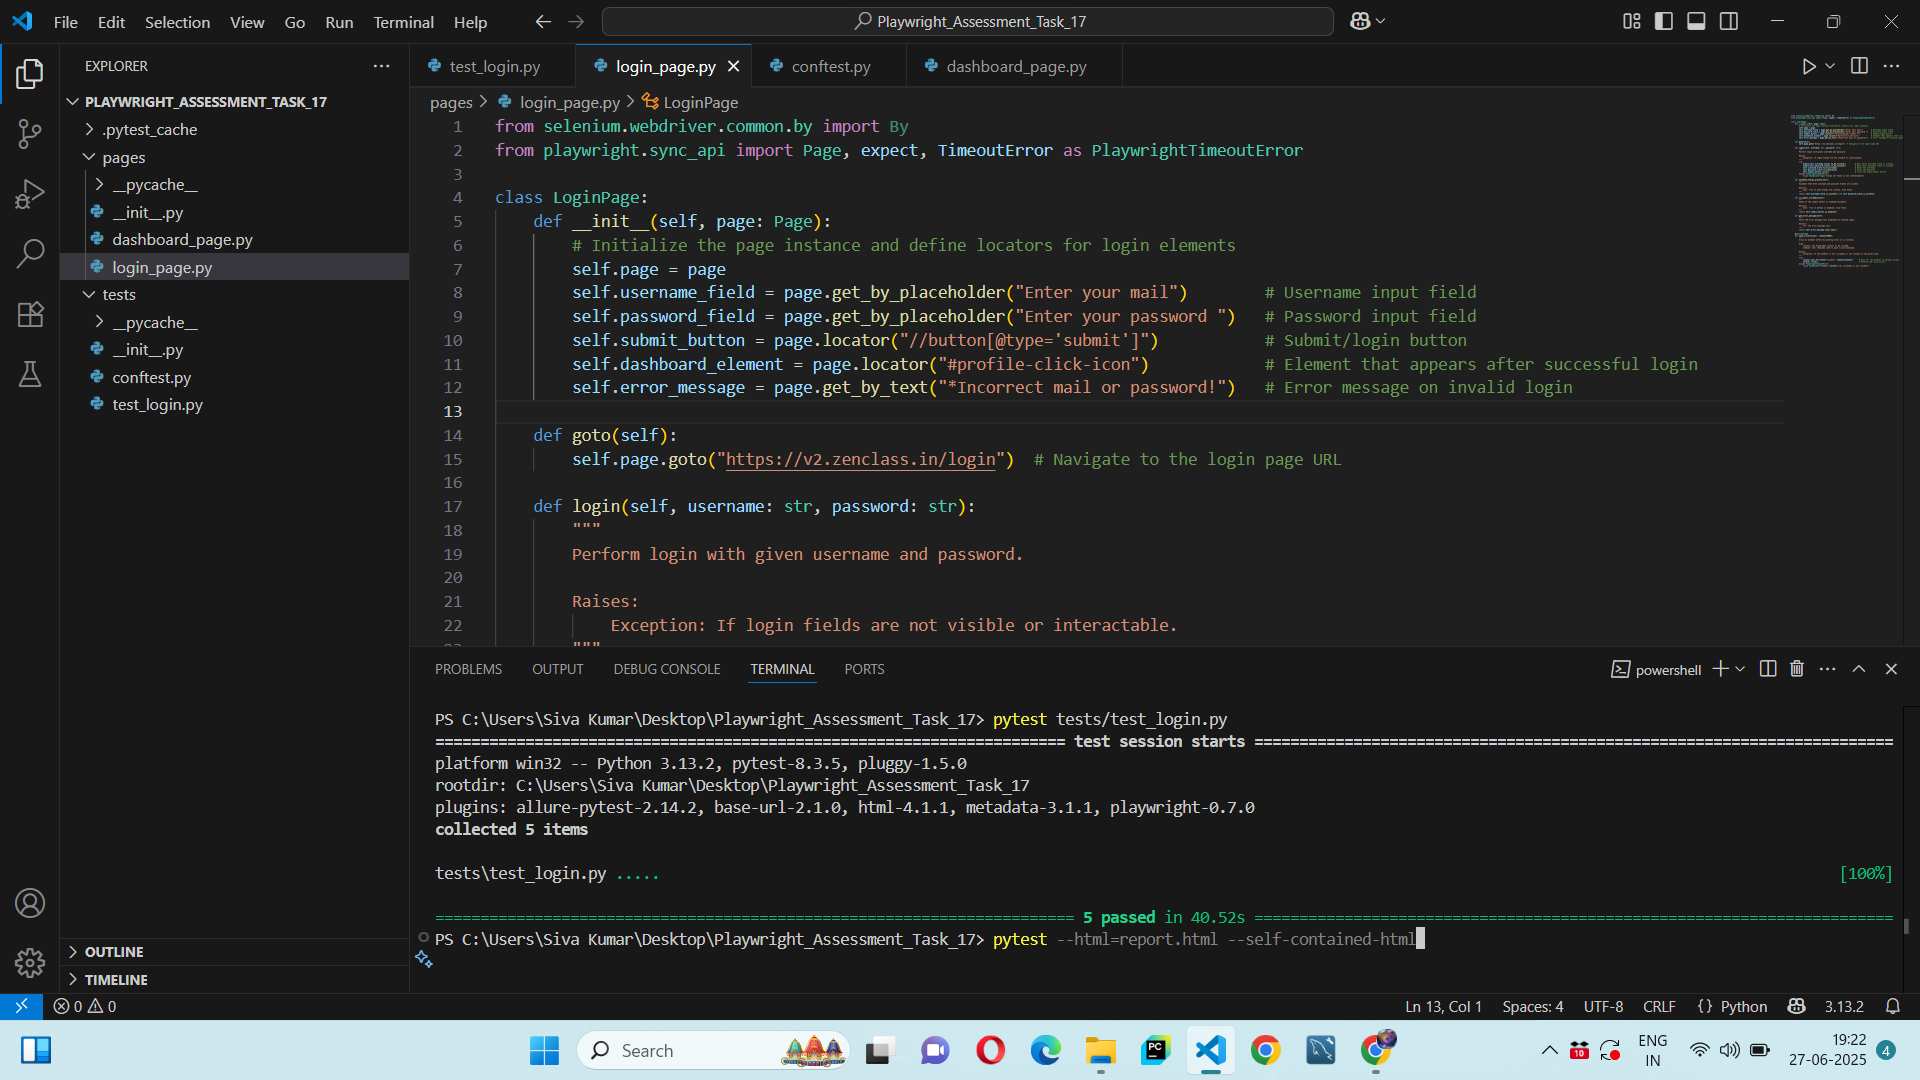 File Edit Selection View Go Run Terminal Help
Playwright_Assessment_Task_17
EXPLORER
PLAYWRIGHT_ASSESSMENT_TASK_17
.pytest_cache
pages
__pycache__
__init__.py
dashboard_page.py
login_page.py
tests
__pycache__
__init__.py
conftest.py
test_login.py
OUTLINE
TIMELINE
test_login.py login_page.py conftest.py dashboard_page.py
pages > login_page.py > LoginPage
1 from selenium.webdriver.common.by import By
2 from playwright.sync_api import Page, expect, TimeoutError as PlaywrightTimeoutError
3
4 class LoginPage:
5 def __init__(self, page: Page):
6 # Initialize the page instance and define locators for login elements
7 self.page = page
8 self.username_field = page.get_by_placeholder("Enter your mail") # Username input field
9 self.password_field = page.get_by_placeholder("Enter your password ") # Password input field
10 self.submit_button = page.locator("//button[@type='submit']") # Submit/login button
11 self.dashboard_element = page.locator("#profile-click-icon") # Element that appears after successful login
12 self.error_message = page.get_by_text("*Incorrect mail or password!") # Error message on invalid login
13
14 def goto(self):
15 self.page.goto("https://v2.zenclass.in/login") # Navigate to the login page URL
16
17 def login(self, username: str, password: str):
18 """
19 Perform login with given username and password.
20
21 Raises:
22 Exception: If login fields are not visible or interactable.
"""
PROBLEMS OUTPUT DEBUG CONSOLE TERMINAL PORTS
powershell
PS C:\Users\Siva Kumar\Desktop\Playwright_Assessment_Task_17> pytest tests/test_login.py
test session starts
platform win32 -- Python 3.13.2, pytest-8.3.5, pluggy-1.5.0
rootdir: C:\Users\Siva Kumar\Desktop\Playwright_Assessment_Task_17
plugins: allure-pytest-2.14.2, base-url-2.1.0, html-4.1.1, metadata-3.1.1, playwright-0.7.0
collected 5 items
tests\test_login.py ..... [100%]
5 passed in 40.52s
PS C:\Users\Siva Kumar\Desktop\Playwright_Assessment_Task_17> pytest --html=report.html --self-contained-html
0 0 Ln 13, Col 1 Spaces: 4 UTF-8 CRLF {} Python 3.13.2
Search
PC
10
ENG
IN
19:22
27-06-2025
4